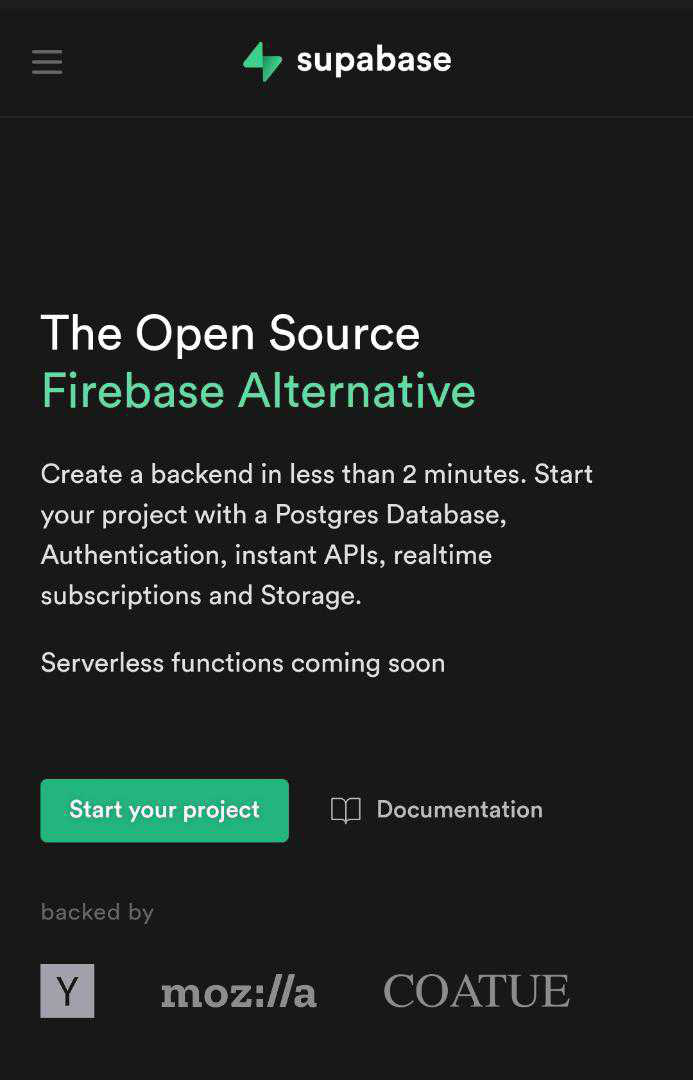 supabase
The Open Source
Firebase Alternative
Create a backend in less than 2 minutes. Start
your project with a Postgres Database,
Authentication, instant APIs, realtime
subscriptions and Storage.
Serverless functions coming soon
Start your project
Documentation
backed by
Y
moz://a
COATUE